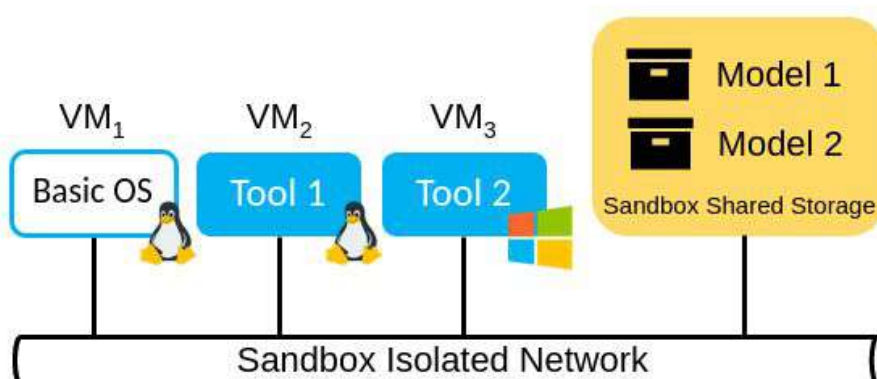 VM1
VM2
VM3
Model 1
Model 2
Basic OS
Tool 1
Tool 2
Sandbox Shared Storage
Sandbox Isolated Network